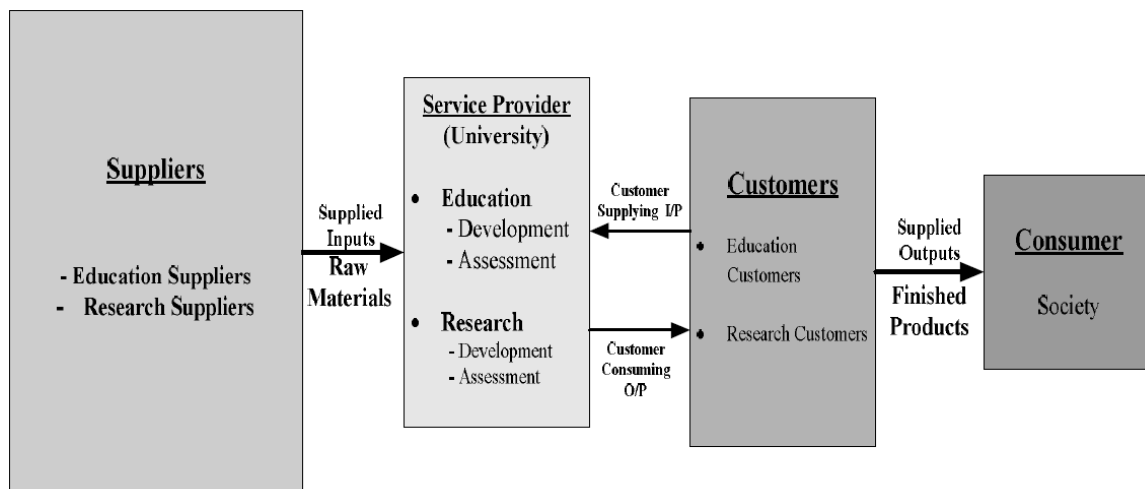 Suppliers
- Education Suppliers
- Research Suppliers
Supplied
Inputs
Raw
Materials
Service Provider
(University)
• Education
- Development
- Assessment
• Research
- Development
- Assessment
Customer
Supplying I/P
Customer
Consuming
O/P
Customers
• Education
Customers
• Research Customers
Supplied
Outputs
Finished
Products
Consumer
Society